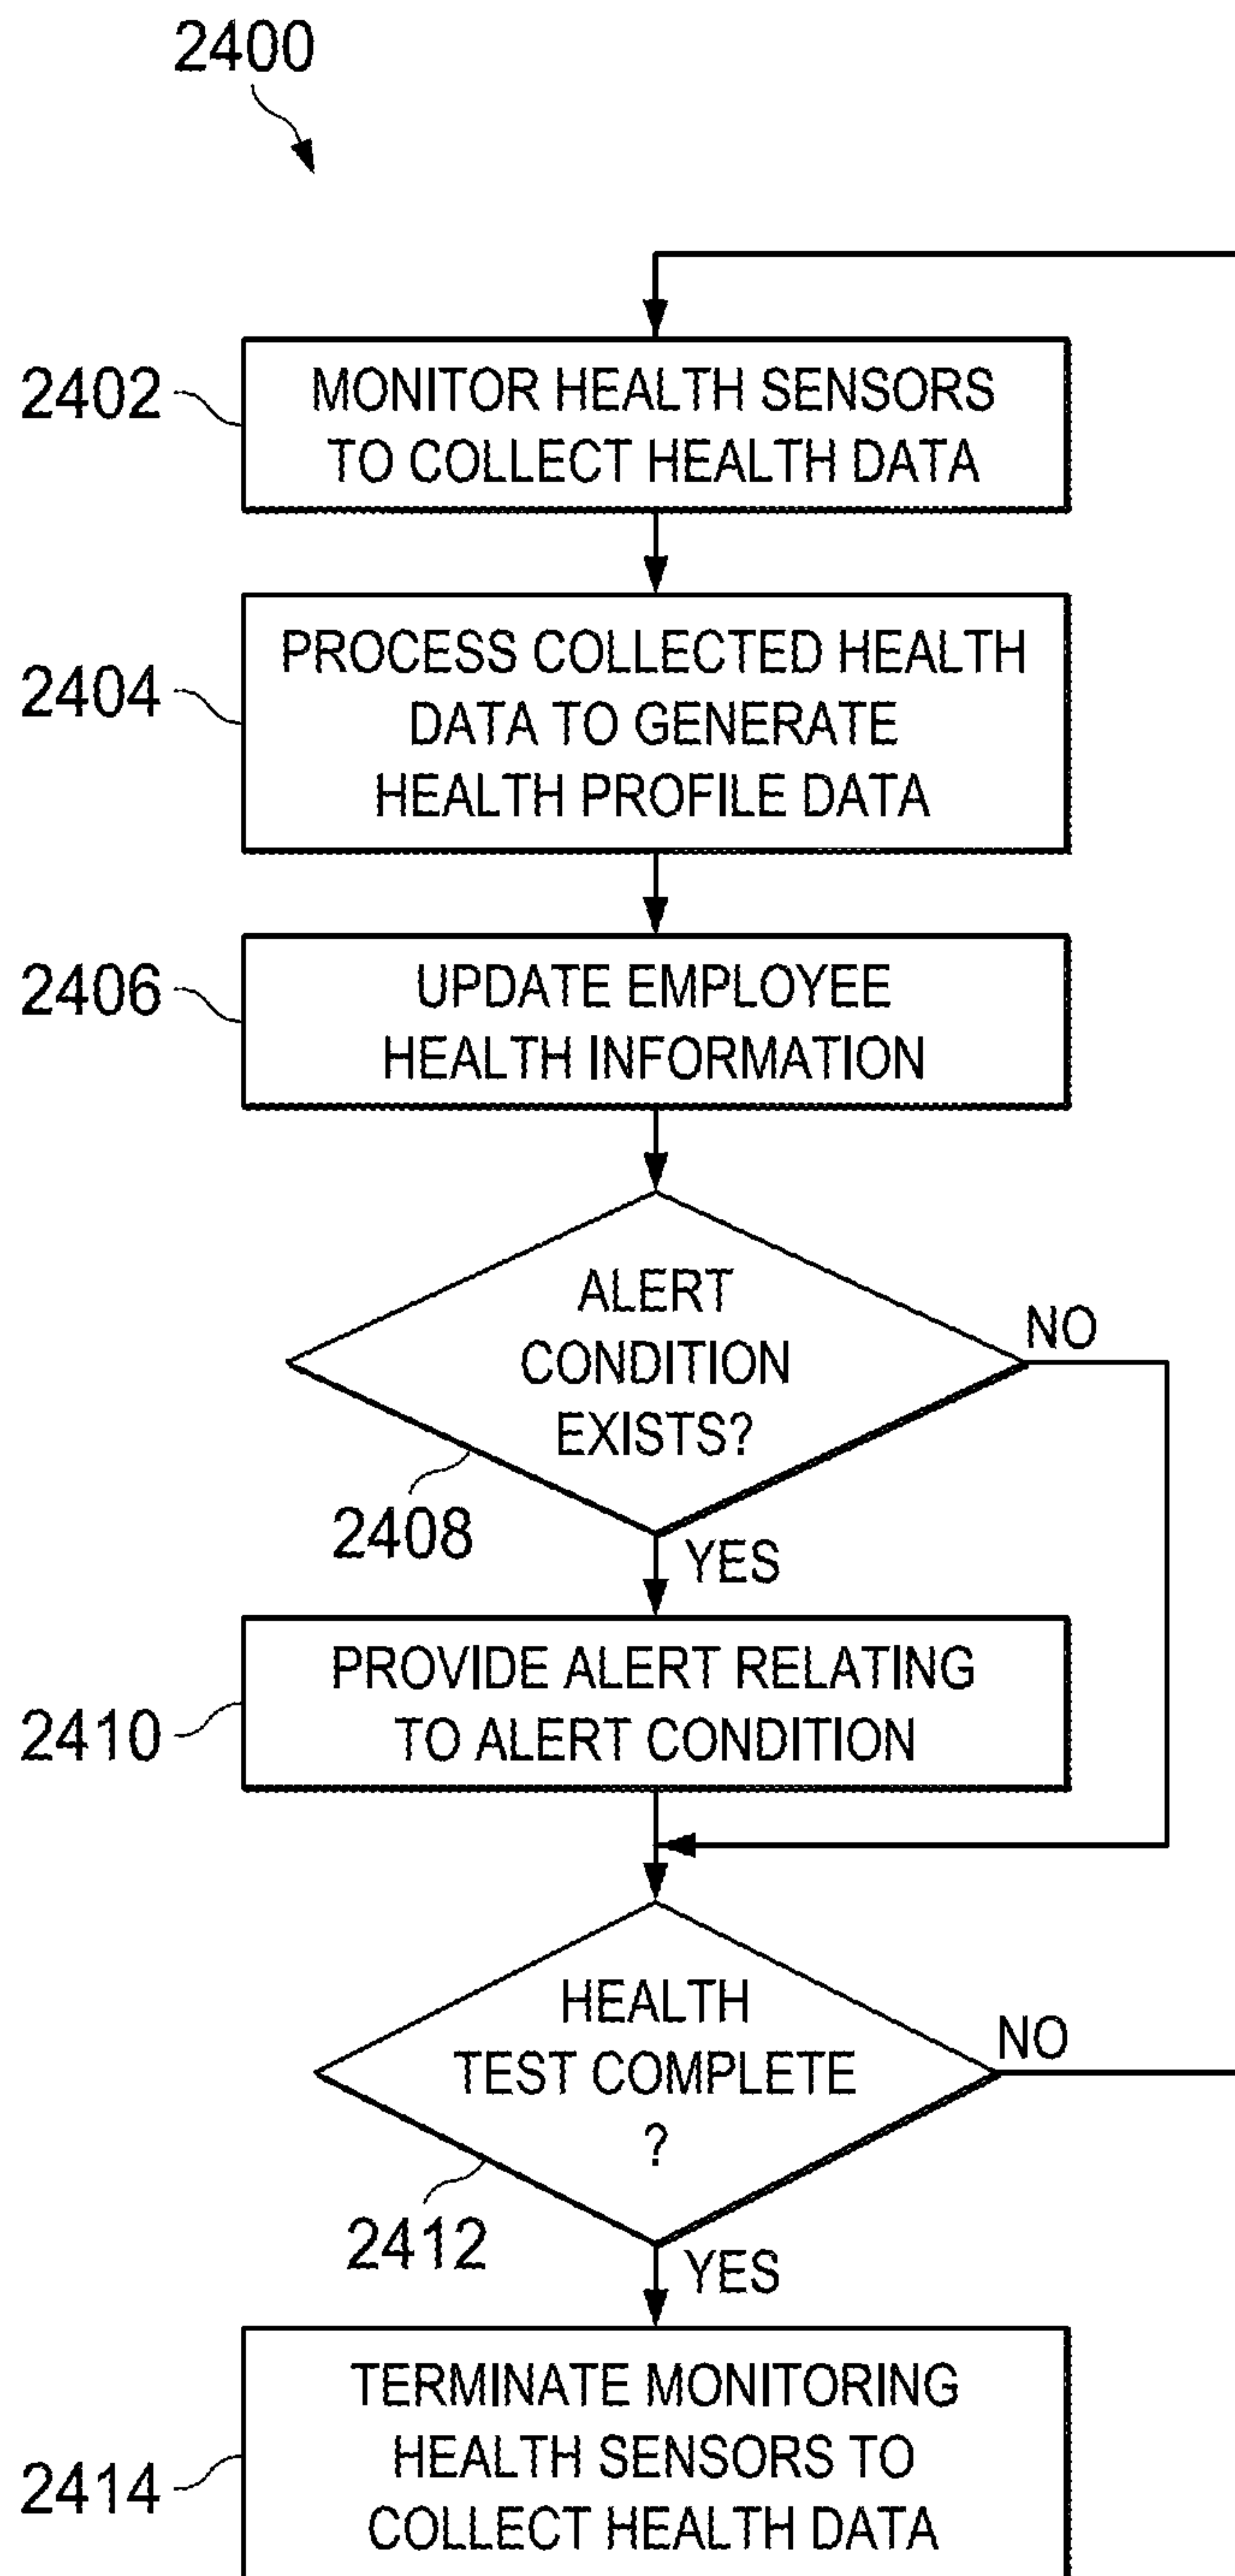 2400
2402
MONITOR HEALTH SENSORS
TO COLLECT HEALTH DATA
2404
PROCESS COLLECTED HEALTH
DATA TO GENERATE
HEALTH PROFILE DATA
2406
UPDATE EMPLOYEE
HEALTH INFORMATION
ALERT
CONDITION
EXISTS?
NO
2408
YES
2410
PROVIDE ALERT RELATING
TO ALERT CONDITION
HEALTH
TEST COMPLETE
?
NO
2412
YES
2414
TERMINATE MONITORING
HEALTH SENSORS TO
COLLECT HEALTH DATA